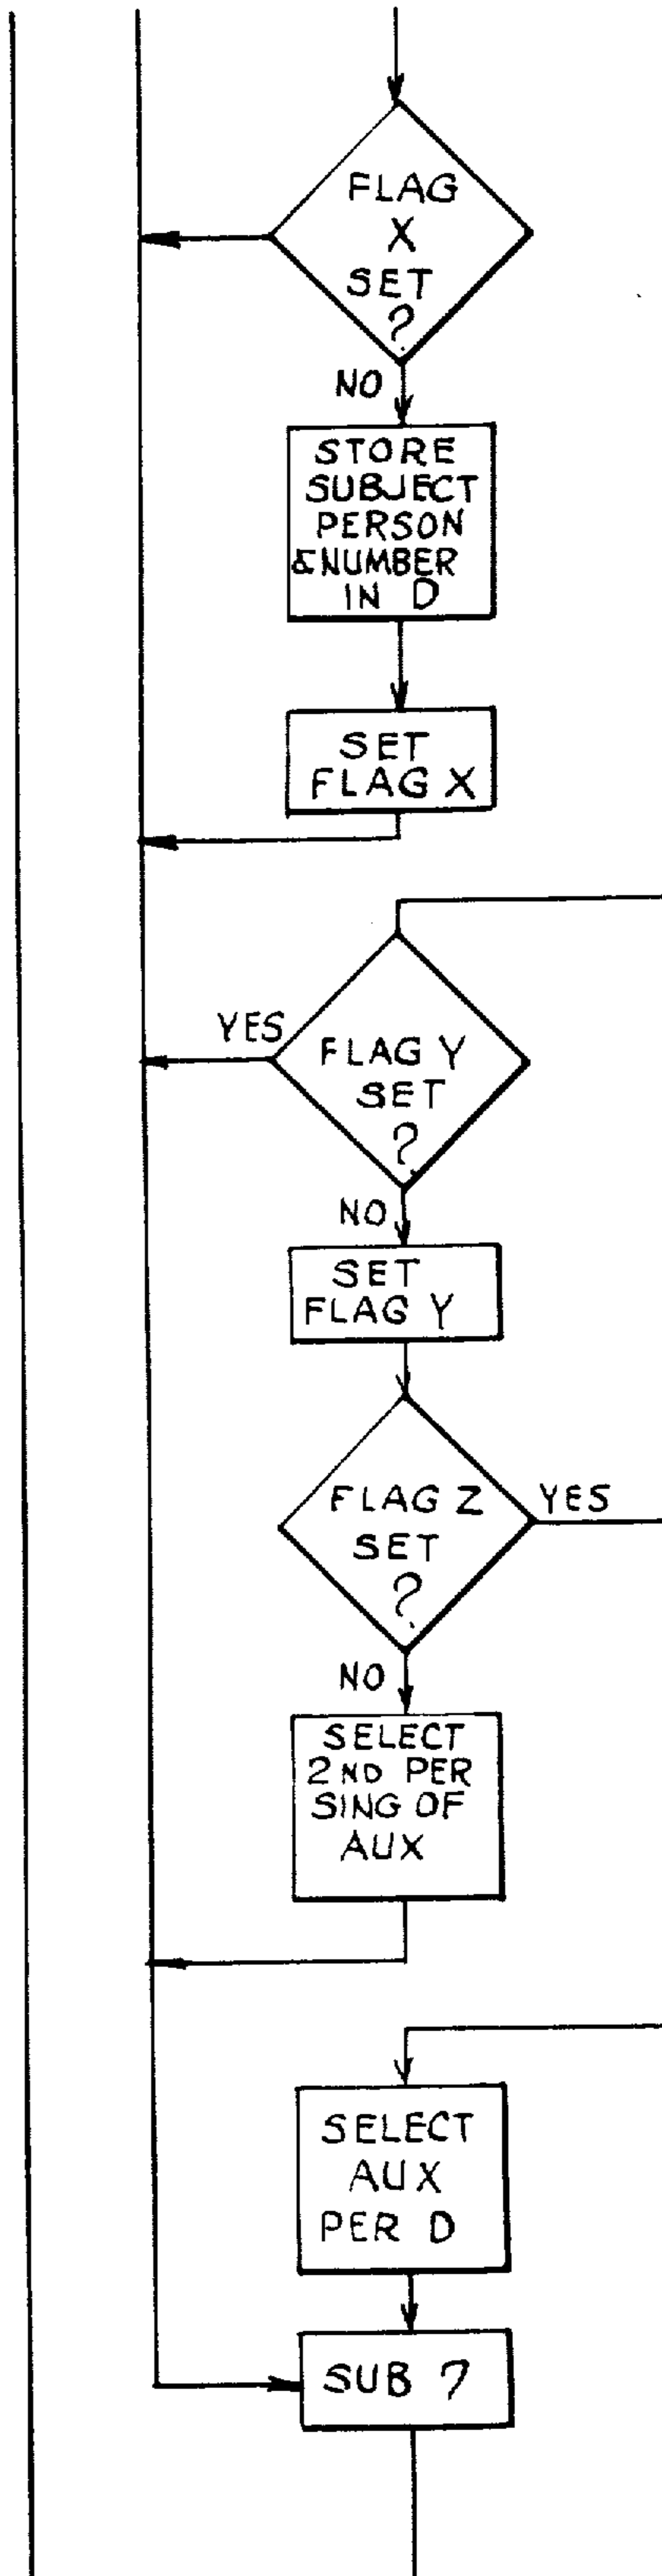 FLAG
X
SET
?
NO
STORE
SUBJECT
PERSON
& NUMBER
IN D
SET
FLAG X
YES
FLAG Y
SET
?
NO
SET
FLAG Y
FLAG Z
SET
?
YES
NO
SELECT
2ND PER
SING OF
AUX
SELECT
AUX
PER D
SUB 7